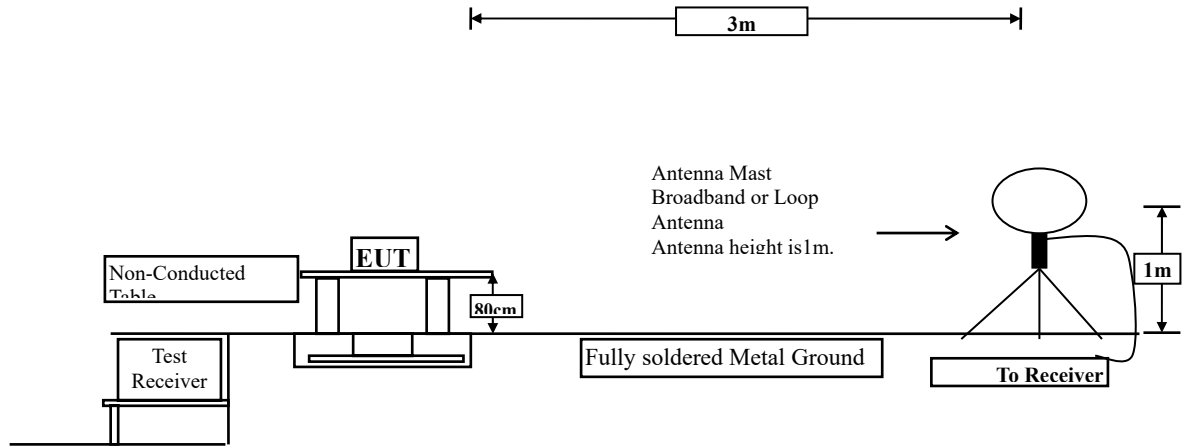 3m
Antenna Mast
Broadband or Loop
Antenna
Antenna height is1m.
EUT
Non-Conducted
Table
80cm
1m
Test
Receiver
Fully soldered Metal Ground
To Receiver